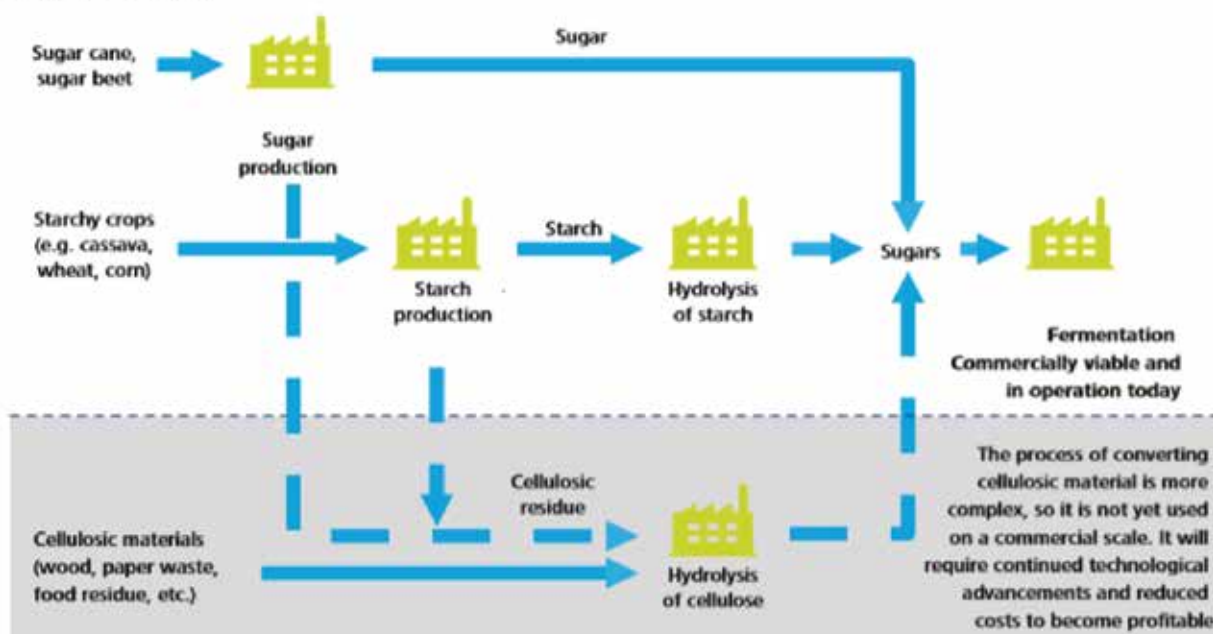 Sugar cane,
sugar beet
Sugar
Sugar
production
Starchy crops
(e.g. cassava,
wheat, corn)
Starch
Starch
production
Hydrolysis
of starch
Sugars
Fermentation
Commercially viable and
in operation today
Cellulosic materials
(wood, paper waste,
food residue, etc.)
Cellulosic
residue
Hydrolysis
of cellulose
The process of converting
cellulosic material is more
complex, so it is not yet used
on a commercial scale. It will
require continued technological
advancements and reduced
costs to become profitable